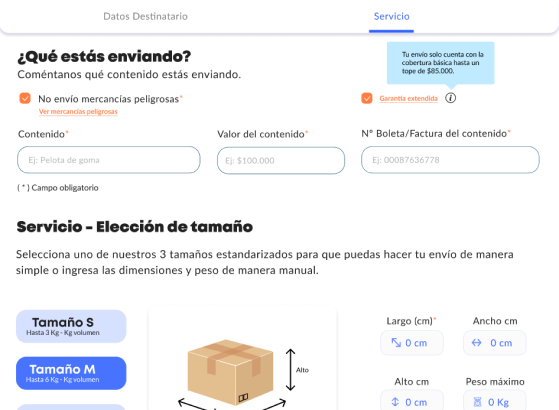 Datos Destinatario
Servicio
¿Qué estás enviando?
Coméntanos qué contenido estás enviando.
Tu envío solo cuenta con la
cobertura básica hasta un
tope de $85.000.
No envío mercancías peligrosas*
Ver mercancías peligrosas
Garantía extendida
Contenido*
Valor del contenido*
N° Boleta/Factura del contenido*
Ej: Pelota de goma
Ej: $100.000
Ej: 00087636778
( * ) Campo obligatorio
Servicio - Elección de tamaño
Selecciona uno de nuestros 3 tamaños estandarizados para que puedas hacer tu envío de manera
simple o ingresa las dimensiones y peso de manera manual.
Tamaño S
Hasta 3 Kg - Kg volumen
Tamaño M
Hasta 6 Kg - Kg volumen
Alto
Largo (cm)*
Ancho cm
0 cm
0 cm
Alto cm
Peso máximo
0 cm
0 Kg